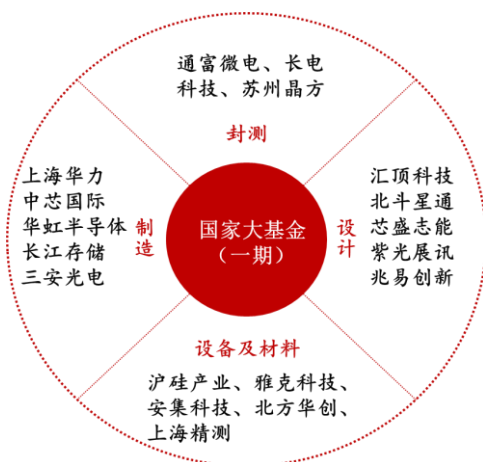 通富微电、长电
科技、苏州晶方
封测
上海华力
中芯国际
华虹半导体
长江存储
三安光电
制造
国家大基金
（一期）
设计
汇顶科技
北斗星通
芯盛志能
紫光展讯
兆易创新
设备及材料
沪硅产业、雅克科技、
安集科技、北方华创、
上海精测